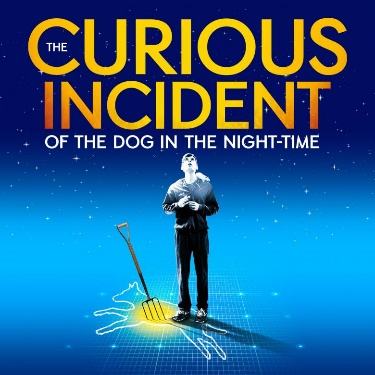 THE CURIOUS
INCIDENT
OF THE DOG IN THE NIGHT-TIME